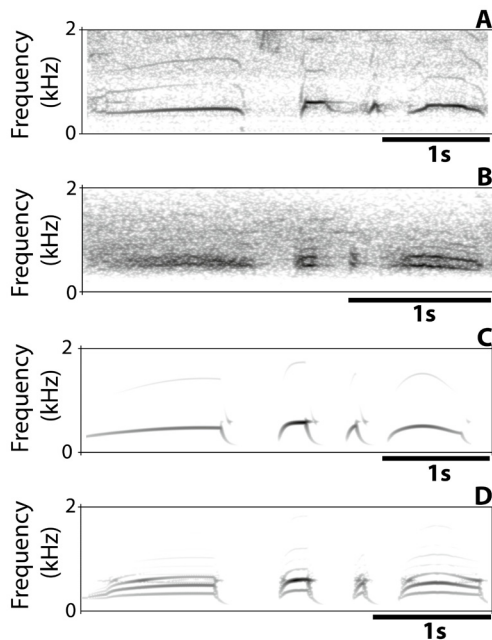 A
2
Frequency
(kHz)
0
1s
B
2
Frequency
(kHz)
0
1s
C
2
Frequency
(kHz)
0
1s
D
2
Frequency
(kHz)
0
1s